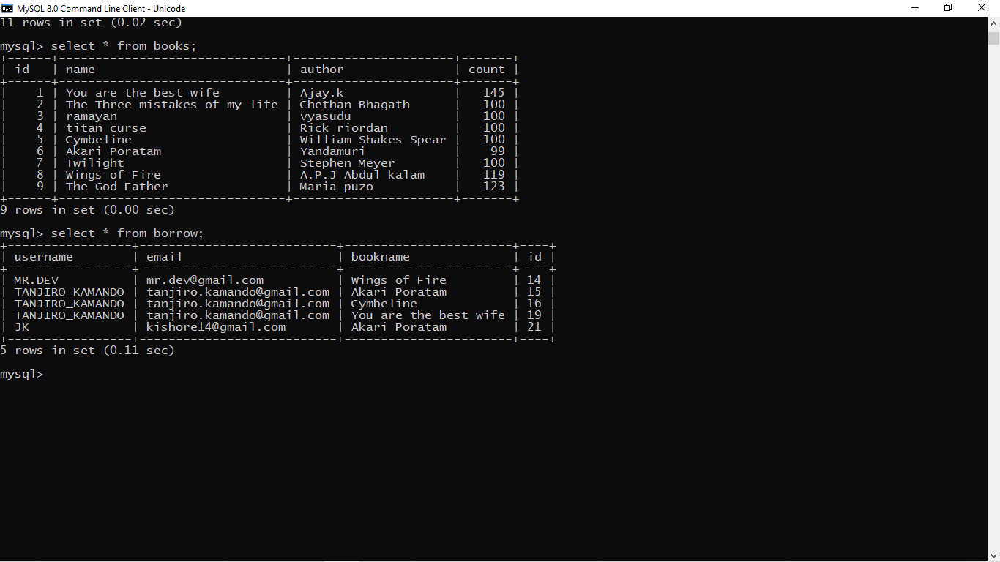 MySQL 8.0 Command Line Client - Unicode
11 rows in set (0.02 sec)
mysql> select * from books;
+------+-------------------------------+----------------------+-------+
| id   | name                          | author               | count |
+------+-------------------------------+----------------------+-------+
|    1 | You are the best wife         | Ajay.k               |   145 |
|    2 | The Three mistakes of my life | Chethan Bhagath      |   100 |
|    3 | ramayan                       | vyasudu              |   100 |
|    4 | titan curse                   | Rick riordan         |   100 |
|    5 | Cymbeline                     | William Shakes Spear |   100 |
|    6 | Akari Poratam                 | Yandamuri            |    99 |
|    7 | Twilight                      | Stephen Meyer        |   100 |
|    8 | Wings of Fire                 | A.P.J Abdul kalam    |   119 |
|    9 | The God Father                | Maria puzo           |   123 |
+------+-------------------------------+----------------------+-------+
9 rows in set (0.00 sec)
mysql> select * from borrow;
+-----------------+---------------------------+-----------------------+----+
| username        | email                     | bookname              | id |
+-----------------+---------------------------+-----------------------+----+
| MR.DEV          | mr.dev@gmail.com          | Wings of Fire         | 14 |
| TANJIRO_KAMANDO | tanjiro.kamando@gmail.com | Akari Poratam         | 15 |
| TANJIRO_KAMANDO | tanjiro.kamando@gmail.com | Cymbeline             | 16 |
| TANJIRO_KAMANDO | tanjiro.kamando@gmail.com | You are the best wife | 19 |
| JK              | kishore14@gmail.com       | Akari Poratam         | 21 |
+-----------------+---------------------------+-----------------------+----+
5 rows in set (0.11 sec)
mysql>